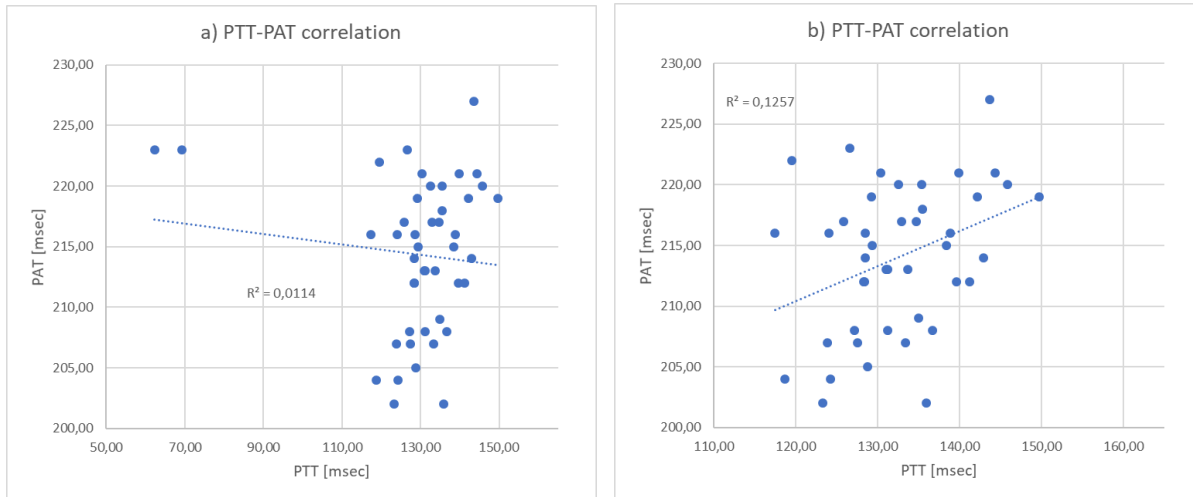 a) PTT-PAT correlation
230,00
225,00
220,00
215,00
210,00
205,00
200,00
PAT [msec]
R² = 0,0114
50,00 70,00 90,00 110,00 130,00 150,00
PTT [msec]
b) PTT-PAT correlation
230,00
225,00
220,00
215,00
210,00
205,00
200,00
PAT [msec]
R² = 0,1257
110,00 120,00 130,00 140,00 150,00 160,00
PTT [msec]